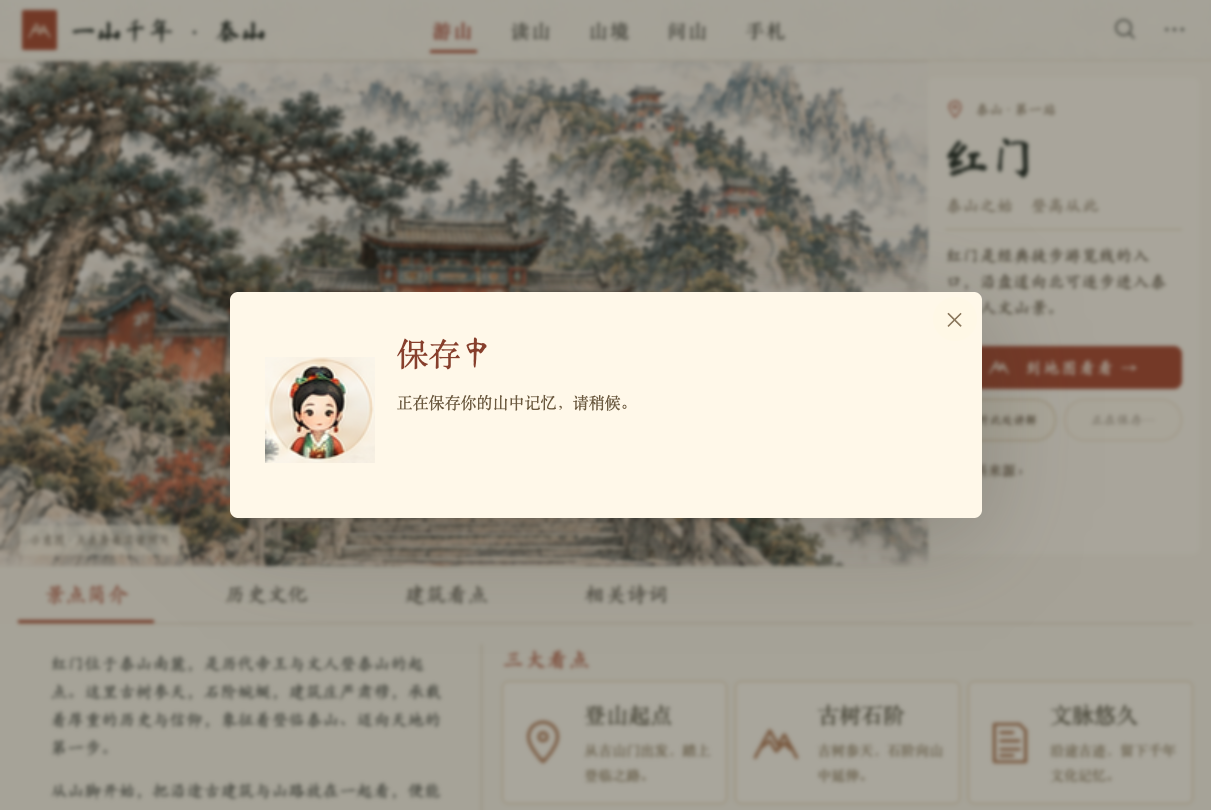 一山千年 · 泰山
游山
读山
山境
问山
手札
泰山·第一站
红门
泰山之始 登高从此
红门是经典徒步游览线的入
口，沿盘道向北可逐步进入泰
人文山景。
到地图看看 →
正在保存…
保存中
正在保存你的山中记忆，请稍候。
景点简介
历史文化
建筑看点
相关诗词
红门位于泰山南麓，是历代帝王与文人登泰山的起
点。这里古树参天，石阶蜿蜒，建筑庄严肃穆，承载
着厚重的历史与信仰，象征着登临泰山、迈向天地的
第一步。
从山脚开始，把沿途古建筑与山路放在一起看，便能
三大看点
登山起点
从古山门出发，踏上
登临之路。
古树石阶
古树参天，石阶向山
中延伸。
文脉悠久
沿途古迹，留下千年
文化记忆。